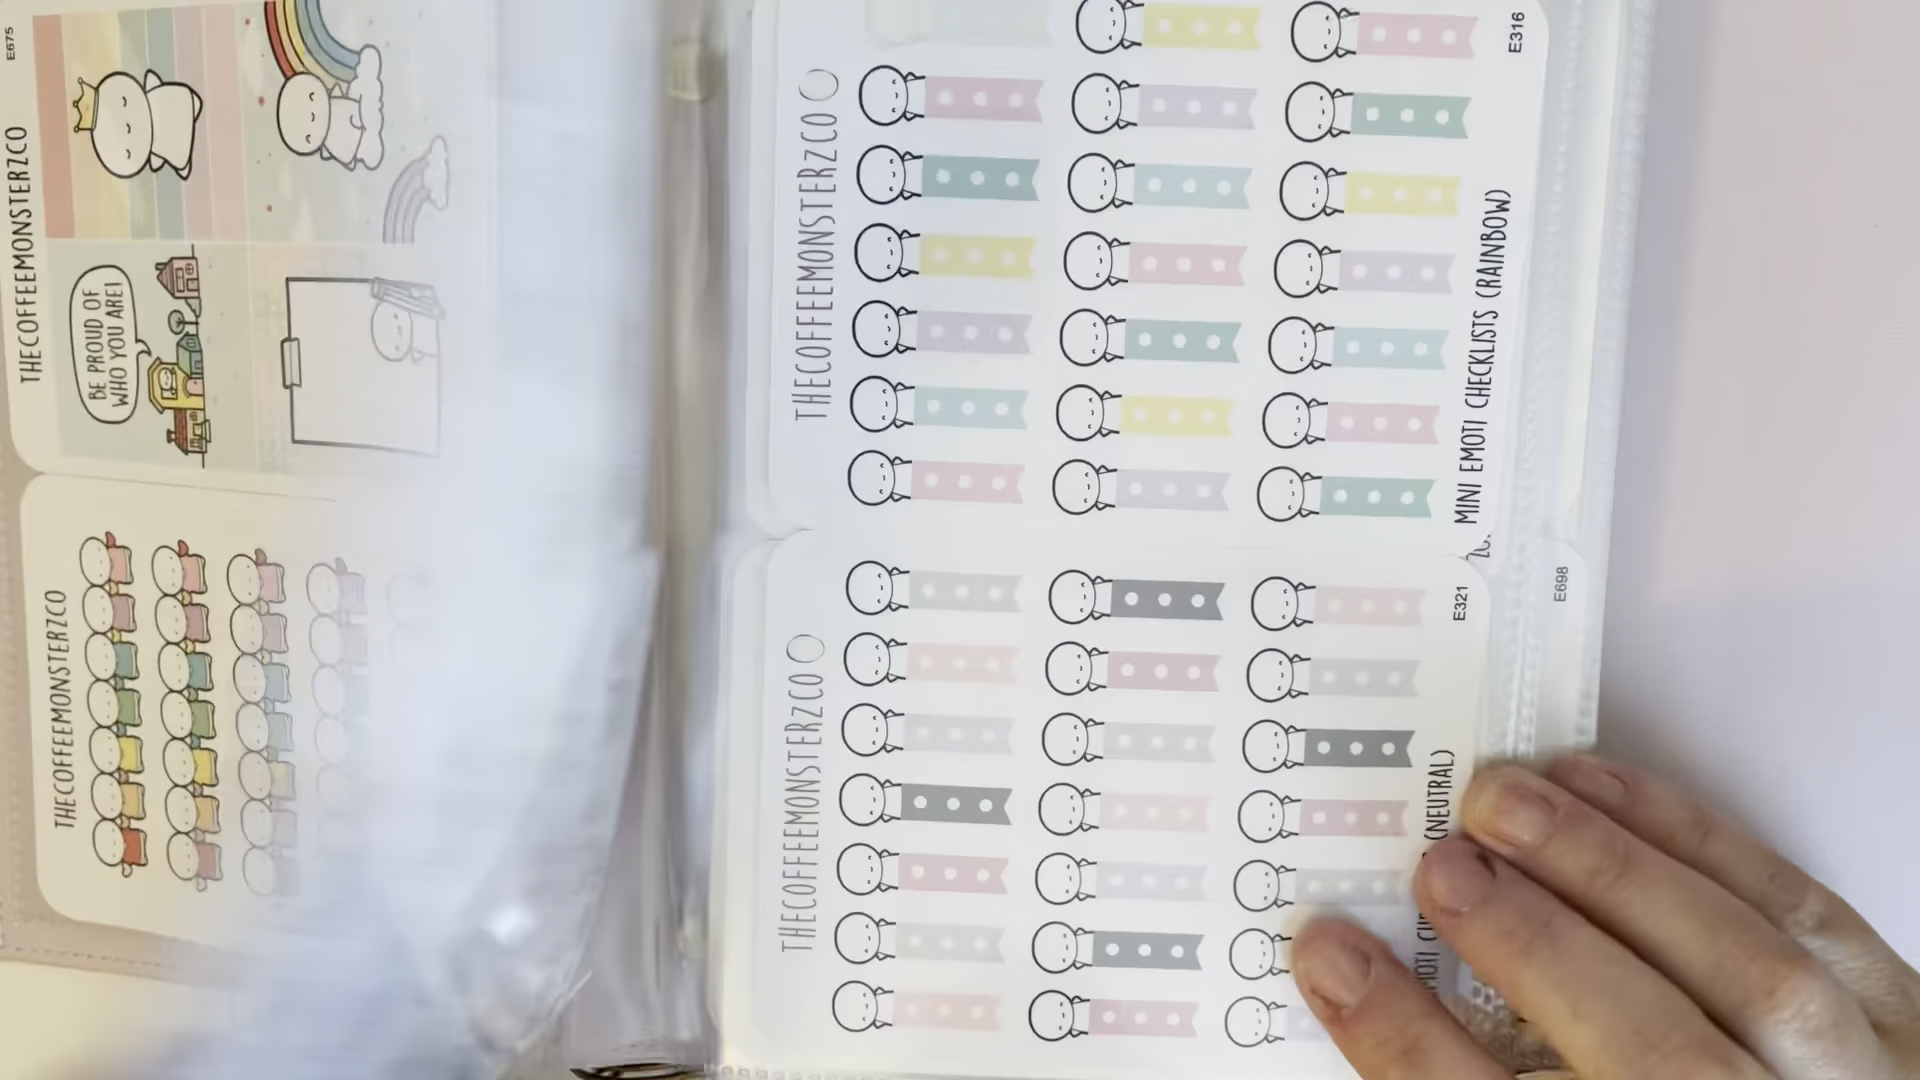 E675
THECOFFEEMONSTERZCO
BE PROUD OF
WHO YOU ARE!
THECOFFEEMONSTERZCO
THECOFFEEMONSTERZCO
E316
MINI EMOTI CHECKLISTS (RAINBOW)
THECOFFEEMONSTERZCO
E321
(NEUTRAL)
E698